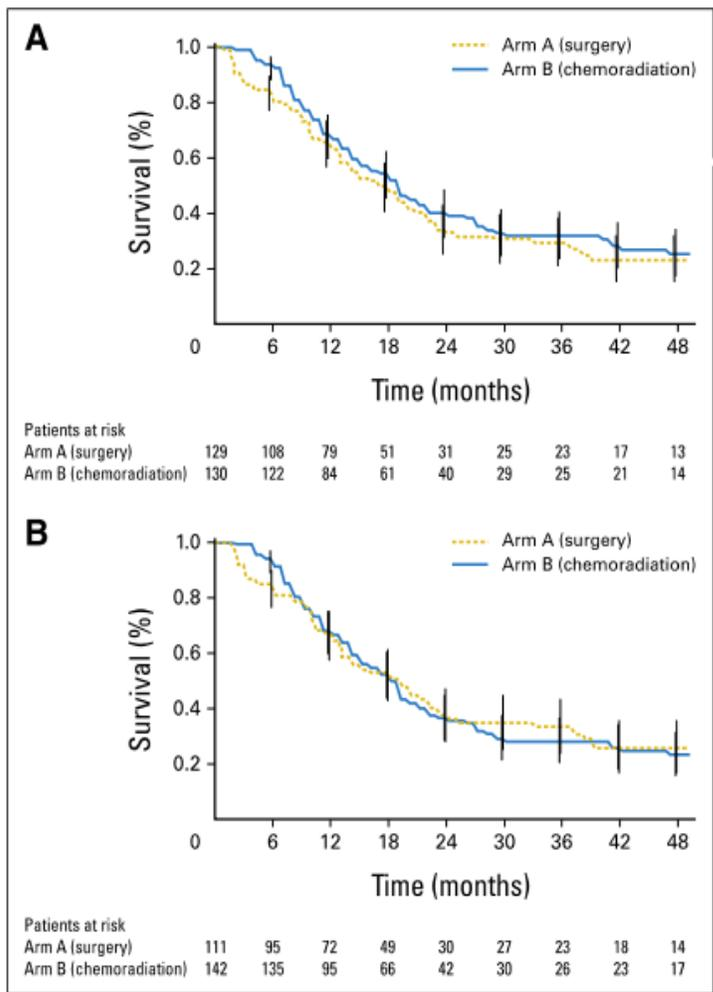 A
Arm A (surgery)
Arm B (chemoradiation)
Survival (%)
1.0
0.8
0.6
0.4
0.2
0 6 12 18 24 30 36 42 48
Time (months)
Patients at risk
Arm A (surgery) 129 108 79 51 31 25 23 17 13
Arm B (chemoradiation) 130 122 84 61 40 29 25 21 14
B
Arm A (surgery)
Arm B (chemoradiation)
Survival (%)
1.0
0.8
0.6
0.4
0.2
0 6 12 18 24 30 36 42 48
Time (months)
Patients at risk
Arm A (surgery) 111 95 72 49 30 27 23 18 14
Arm B (chemoradiation) 142 135 95 66 42 30 26 23 17